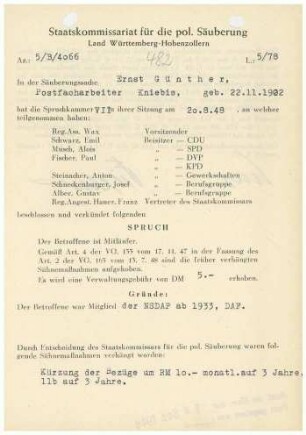 Staatskommissariat für die pol. Säuberung
Land Württemberg-Hohenzollern
Az.: 5/B/4o66
482
L.: 5/78
In der Säuberungssache, Ernst Günther,
Postfacharbeiter Kniebis, geb. 22.11.1902
hat die Spruchkammer VII in ihrer Sitzung am 2o.8.48 , an welcher
teilgenommen haben:
Reg.Ass. Wax Vorsitzender
Schwarz, Emil Beisitzer — CDU
Musch, Alois „ — SPD
Fischer, Paul „ — DVP
„ — KPD
Steinacher, Anton „ — Gewerkschaften
Schneckenburger, Josef „ — Berufsgruppe
Alber, Gustav „ — Berufsgruppe
Reg.Angest. Hauer, Franz Vertreter des Staatskommissars
beschlossen und verkündet folgenden
SPRUCH
Der Betroffene ist Mitläufer.
Gemäß Art. 4 der VO. 133 vom 17. 11. 47 in der Fassung des
Art. 2 der VO. 165 vom 13. 7. 48 sind die früher verhängten
Sühnemaßnahmen aufgehoben.
Es wird eine Verwaltungsgebühr von DM 5.- erhoben.
Gründe:
Der Betroffene war Mitglied der NSDAP ab 1933, DAF.
Durch Entscheidung des Staatskommissars für die pol. Säuberung waren fol-
gende Sühnemaßnahmen verhängt worden:
Kürzung der Bezüge um RM 1o.- monatl. auf 3 Jahre,
11b auf 3 Jahre.